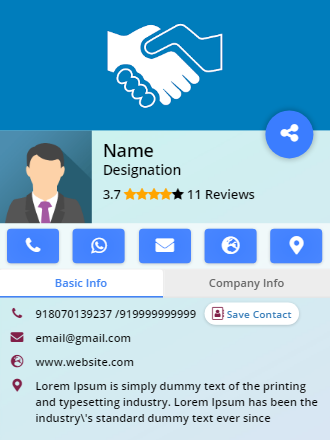 Name
Designation
3.7 11 Reviews
Basic Info Company Info
918070139237 /919999999999 Save Contact
email@gmail.com
www.website.com
Lorem Ipsum is simply dummy text of the printing
and typesetting industry. Lorem Ipsum has been the
industry\'s standard dummy text ever since